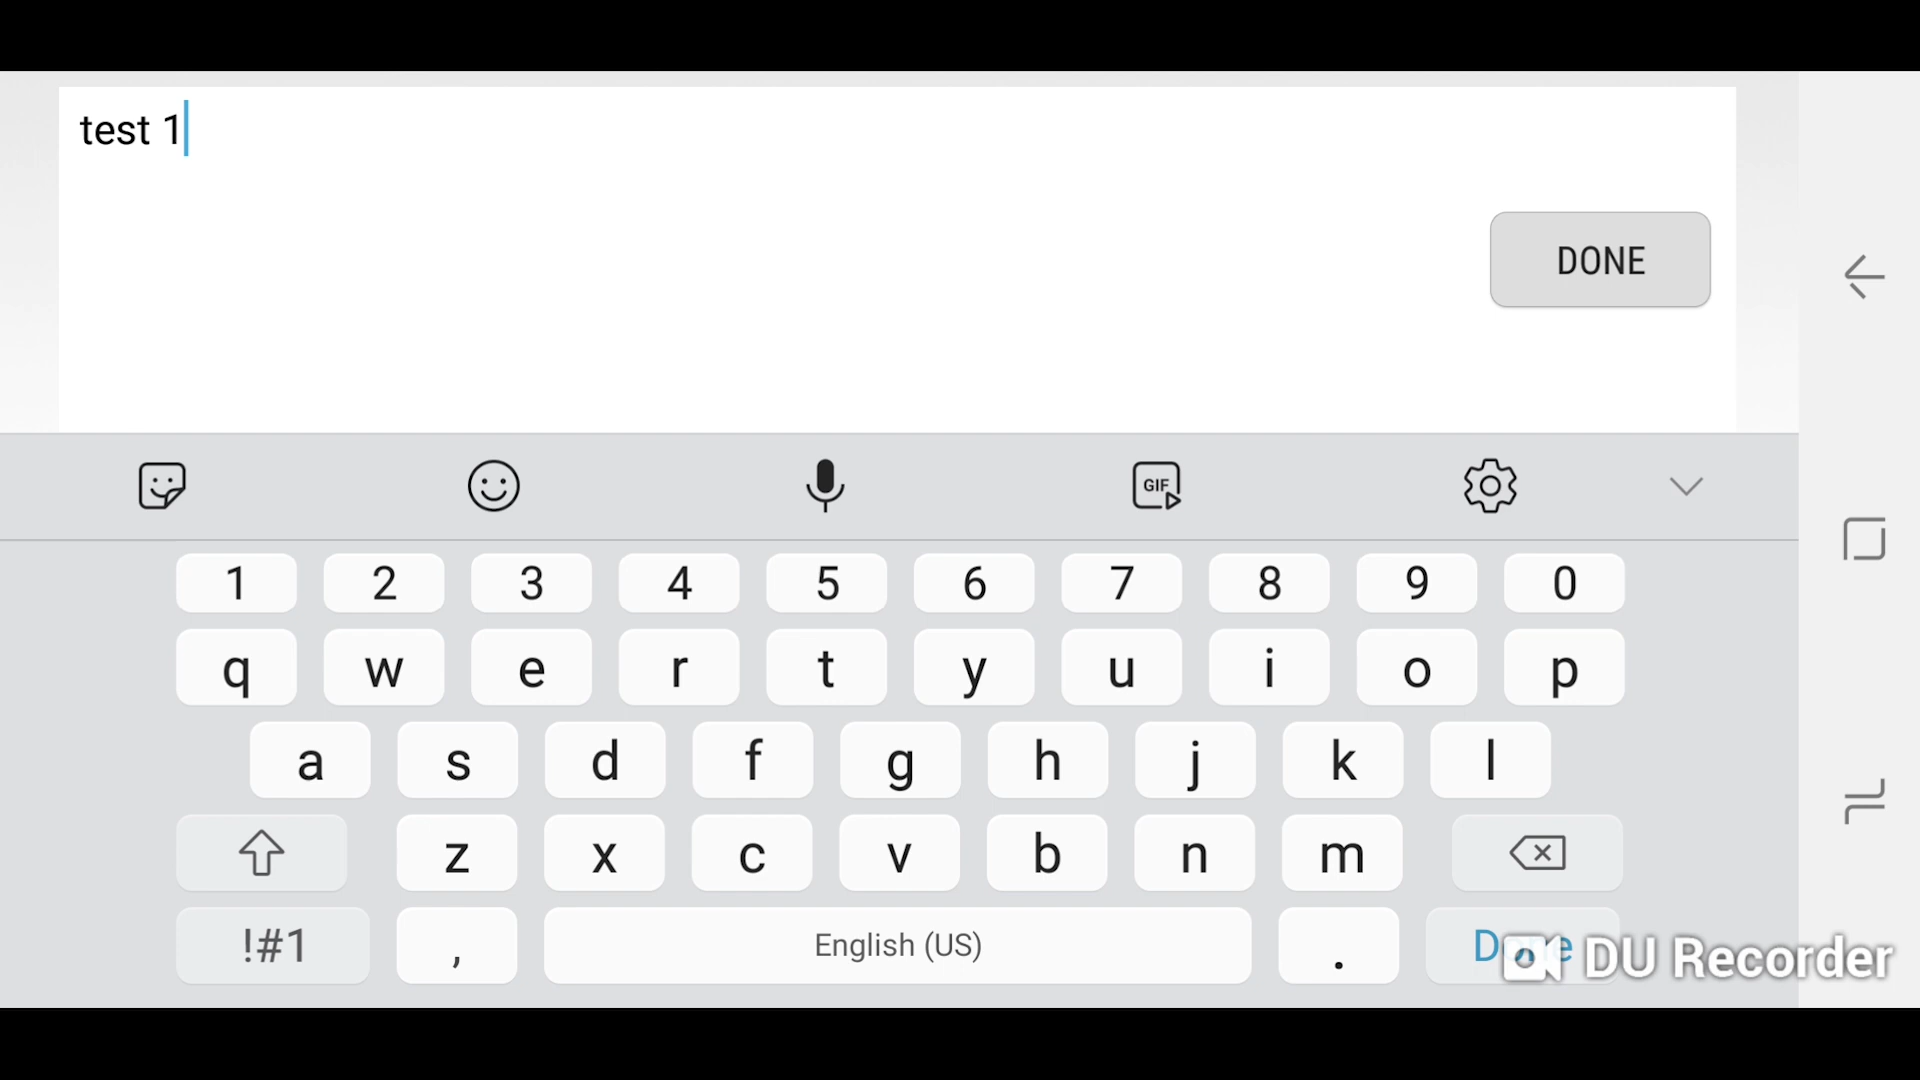 test 1
DONE
GIF
1 2 3 4 5 6 7 8 9 0
q w e r t y u i o p
a s d f g h j k l
z x c v b n m
!#1 , English (US) . Done
DU Recorder